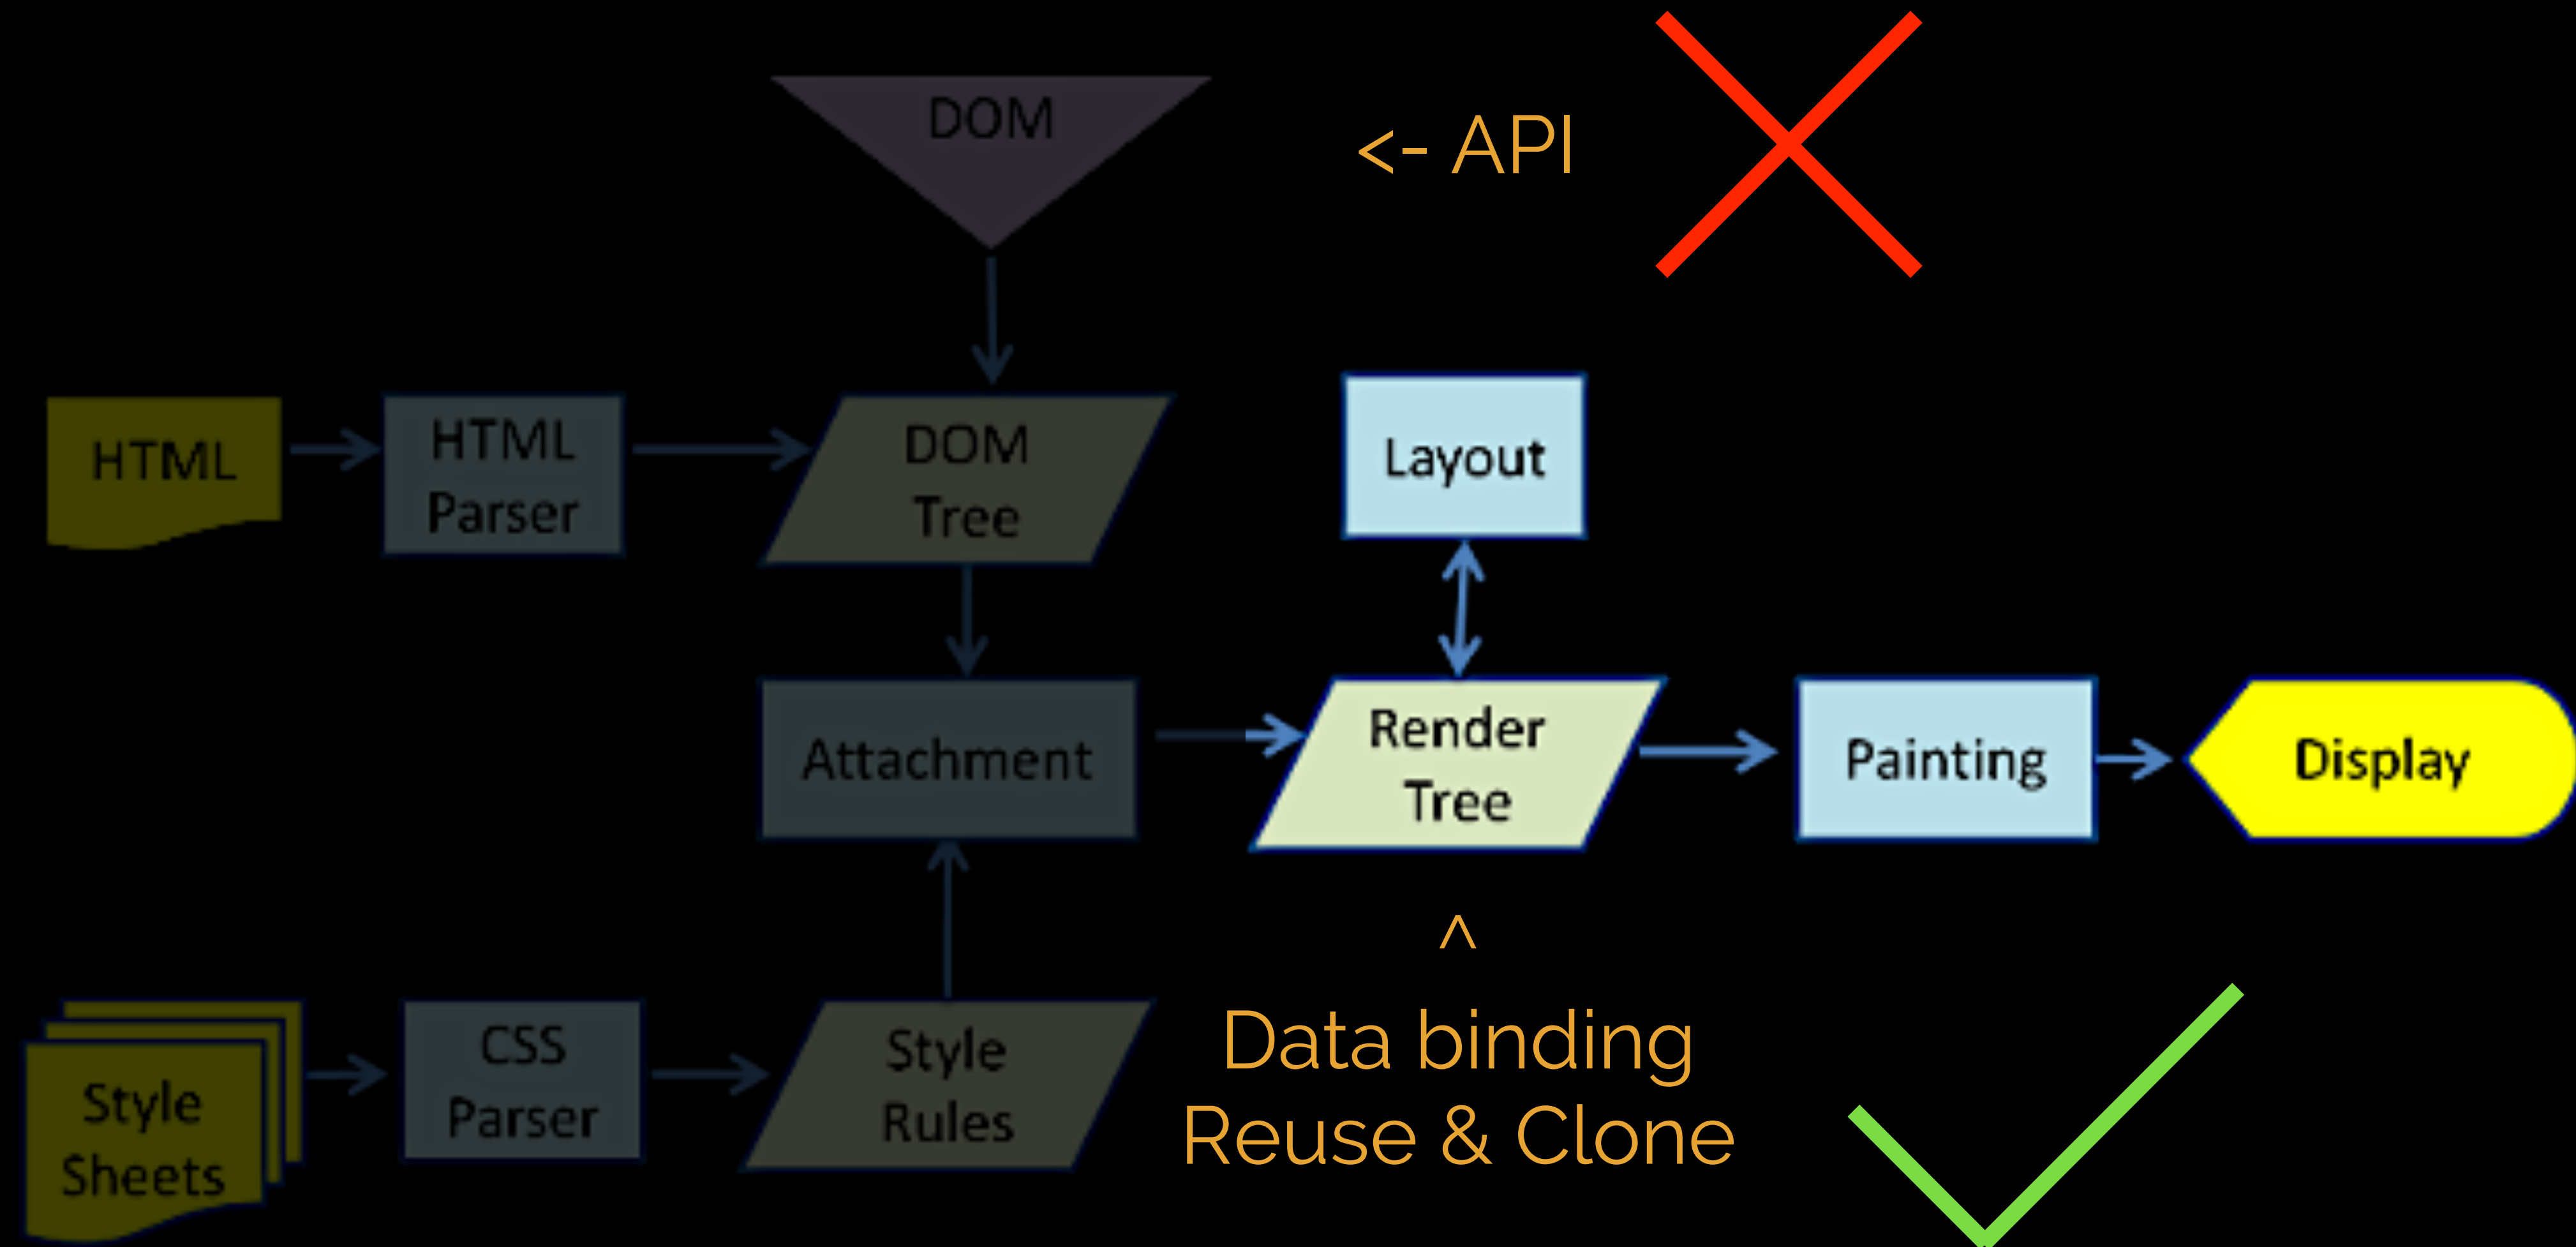 DOM
<- API
HTML
HTML
Parser
DOM
Tree
Layout
Attachment
Render
Tree
Painting
Display
^
Data binding
Reuse & Clone
Style
Sheets
CSS
Parser
Style
Rules